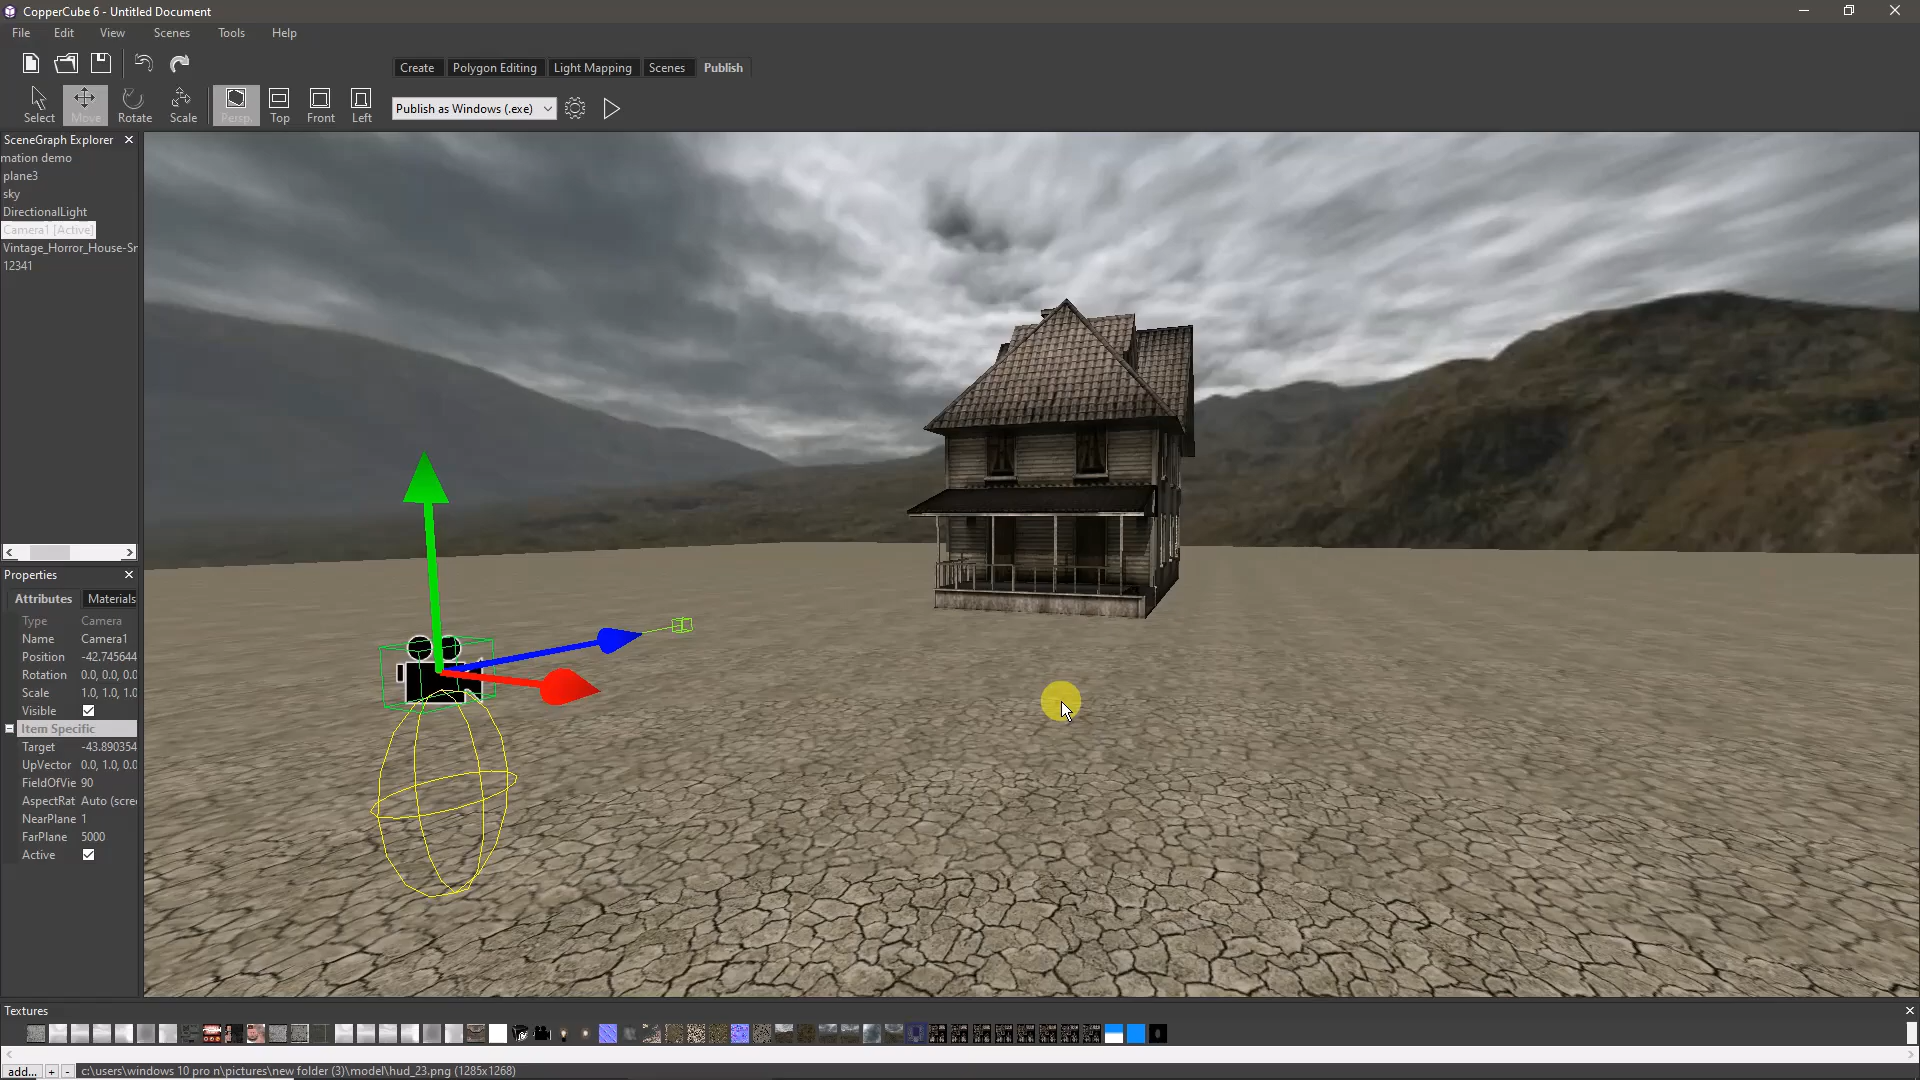 CopperCube 6 - Untitled Document
File Edit View Scenes Tools Help
Create Polygon Editing Light Mapping Scenes Publish
Select Move Rotate Scale Persp. Top Front Left
Publish as Windows (.exe)
SceneGraph Explorer
mation demo
plane3
sky
DirectionalLight
Camera1 [Active]
Vintage_Horror_House-Sr
12341
Properties
Attributes Materials
Type Camera
Name Camera1
Position -42.745644
Rotation 0.0, 0.0, 0.0
Scale 1.0, 1.0, 1.0
Visible
Item Specific
Target -43.890354
UpVector 0.0, 1.0, 0.0
FieldOfVie 90
AspectRat Auto (scree
NearPlane 1
FarPlane 5000
Active
Textures
add... + - c:\users\windows 10 pro n\pictures\new folder (3)\model\hud_23.png (1285x1268)